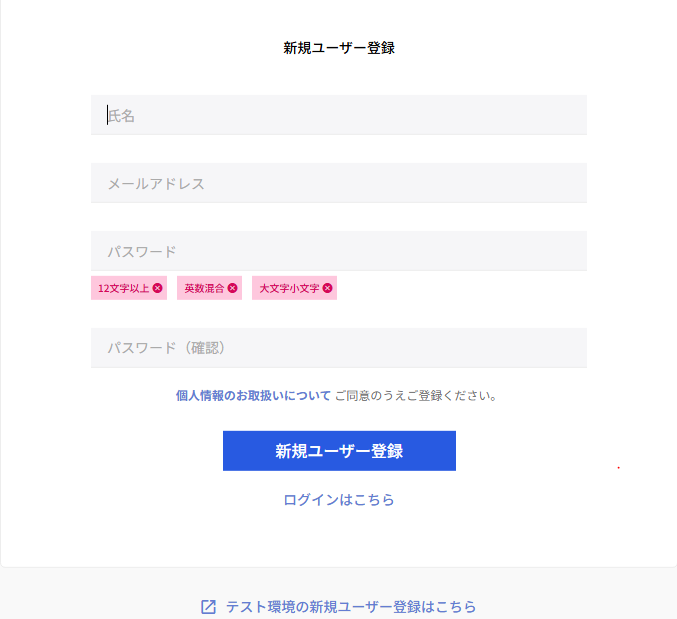 新規ユーザー登録
氏名
メールアドレス
パスワード
12文字以上 英数混合 大文字小文字
パスワード（確認）
個人情報のお取扱いについて ご同意のうえご登録ください。
新規ユーザー登録
ログインはこちら
テスト環境の新規ユーザー登録はこちら